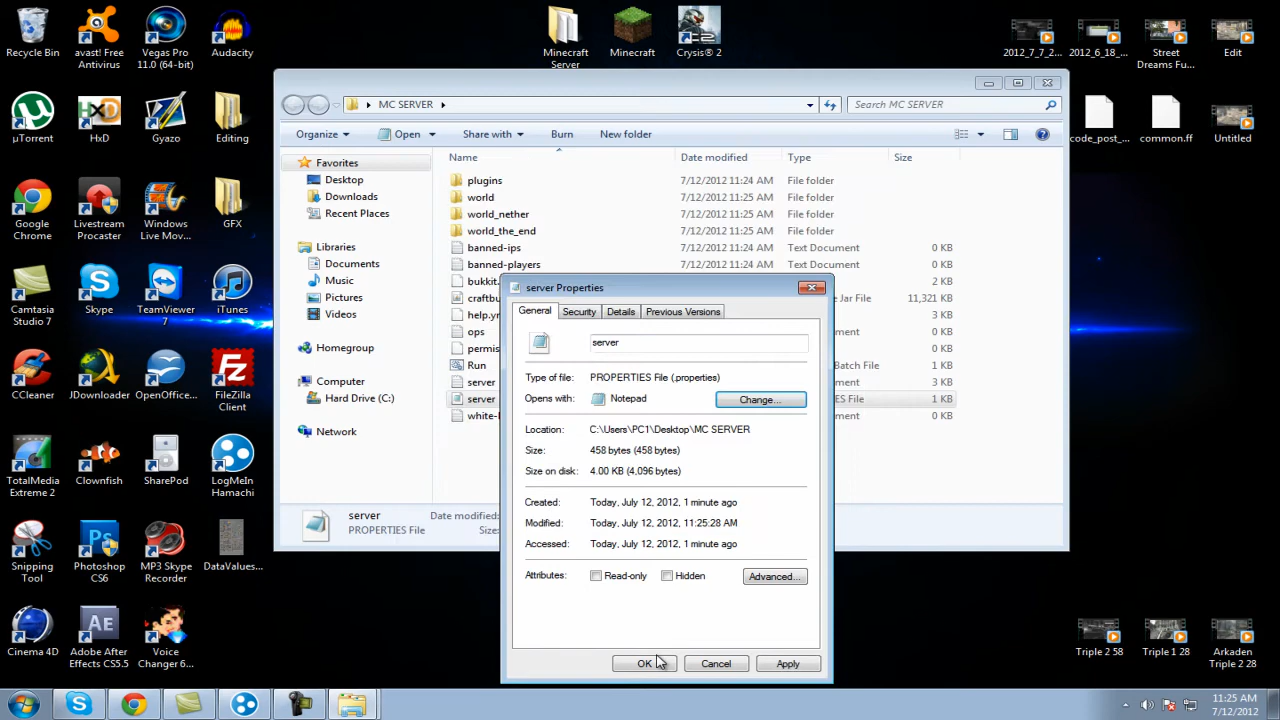 Recycle Bin
avast! Free Antivirus
Vegas Pro 11.0 (64-bit)
Audacity
Minecraft Server
Minecraft
Crysis® 2
2012_7_7_2...
2012_6_18_...
Street Dreams Fu...
Edit
µTorrent
HxD
Gyazo
Editing
code_post_...
common.ff
Untitled
Google Chrome
Livestream Procaster
Windows Live Mov...
GFX
Camtasia Studio 7
Skype
TeamViewer 7
iTunes
CCleaner
JDownloader
OpenOffice....
FileZilla Client
TotalMedia Extreme 2
Clownfish
SharePod
LogMeIn Hamachi
Snipping Tool
Photoshop CS6
MP3 Skype Recorder
DataValues...
Cinema 4D
Adobe After Effects CS5.5
Voice Changer 6...
Triple 2 58
Triple 1 28
Arkaden Triple 2 28
MC SERVER
Search MC SERVER
Organize
Open
Share with
Burn
New folder
Favorites
Desktop
Downloads
Recent Places
Libraries
Documents
Music
Pictures
Videos
Homegroup
Computer
Hard Drive (C:)
Network
Name Date modified Type Size
plugins 7/12/2012 11:24 AM File folder
world 7/12/2012 11:25 AM File folder
world_nether 7/12/2012 11:25 AM File folder
world_the_end 7/12/2012 11:25 AM File folder
banned-ips 7/12/2012 11:24 AM Text Document 0 KB
banned-players 7/12/2012 11:24 AM Text Document 0 KB
bukki 2 KB
craftbu e Jar File 11,321 KB
help.yr 3 KB
ops ument 0 KB
permis 0 KB
Run Batch File
server ument 3 KB
server ES File 1 KB
white- ument 0 KB
server Date modified:
PROPERTIES File Size:
server Properties
General Security Details Previous Versions
server
Type of file: PROPERTIES File (.properties)
Opens with: Notepad Change...
Location: C:\Users\PC1\Desktop\MC SERVER
Size: 458 bytes (458 bytes)
Size on disk: 4.00 KB (4,096 bytes)
Created: Today, July 12, 2012, 1 minute ago
Modified: Today, July 12, 2012, 11:25:28 AM
Accessed: Today, July 12, 2012, 1 minute ago
Attributes: Read-only Hidden Advanced...
OK Cancel Apply
11:25 AM
7/12/2012